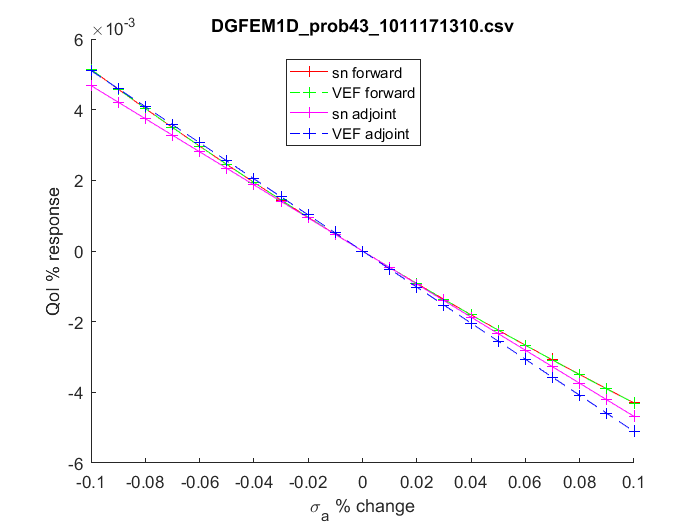 DGFEM1D_prob43_1011171310.csv
×10⁻³
sn forward
VEF forward
sn adjoint
VEF adjoint
6
4
2
0
-2
-4
-6
QoI % response
-0.1 -0.08 -0.06 -0.04 -0.02 0 0.02 0.04 0.06 0.08 0.1
σₐ % change